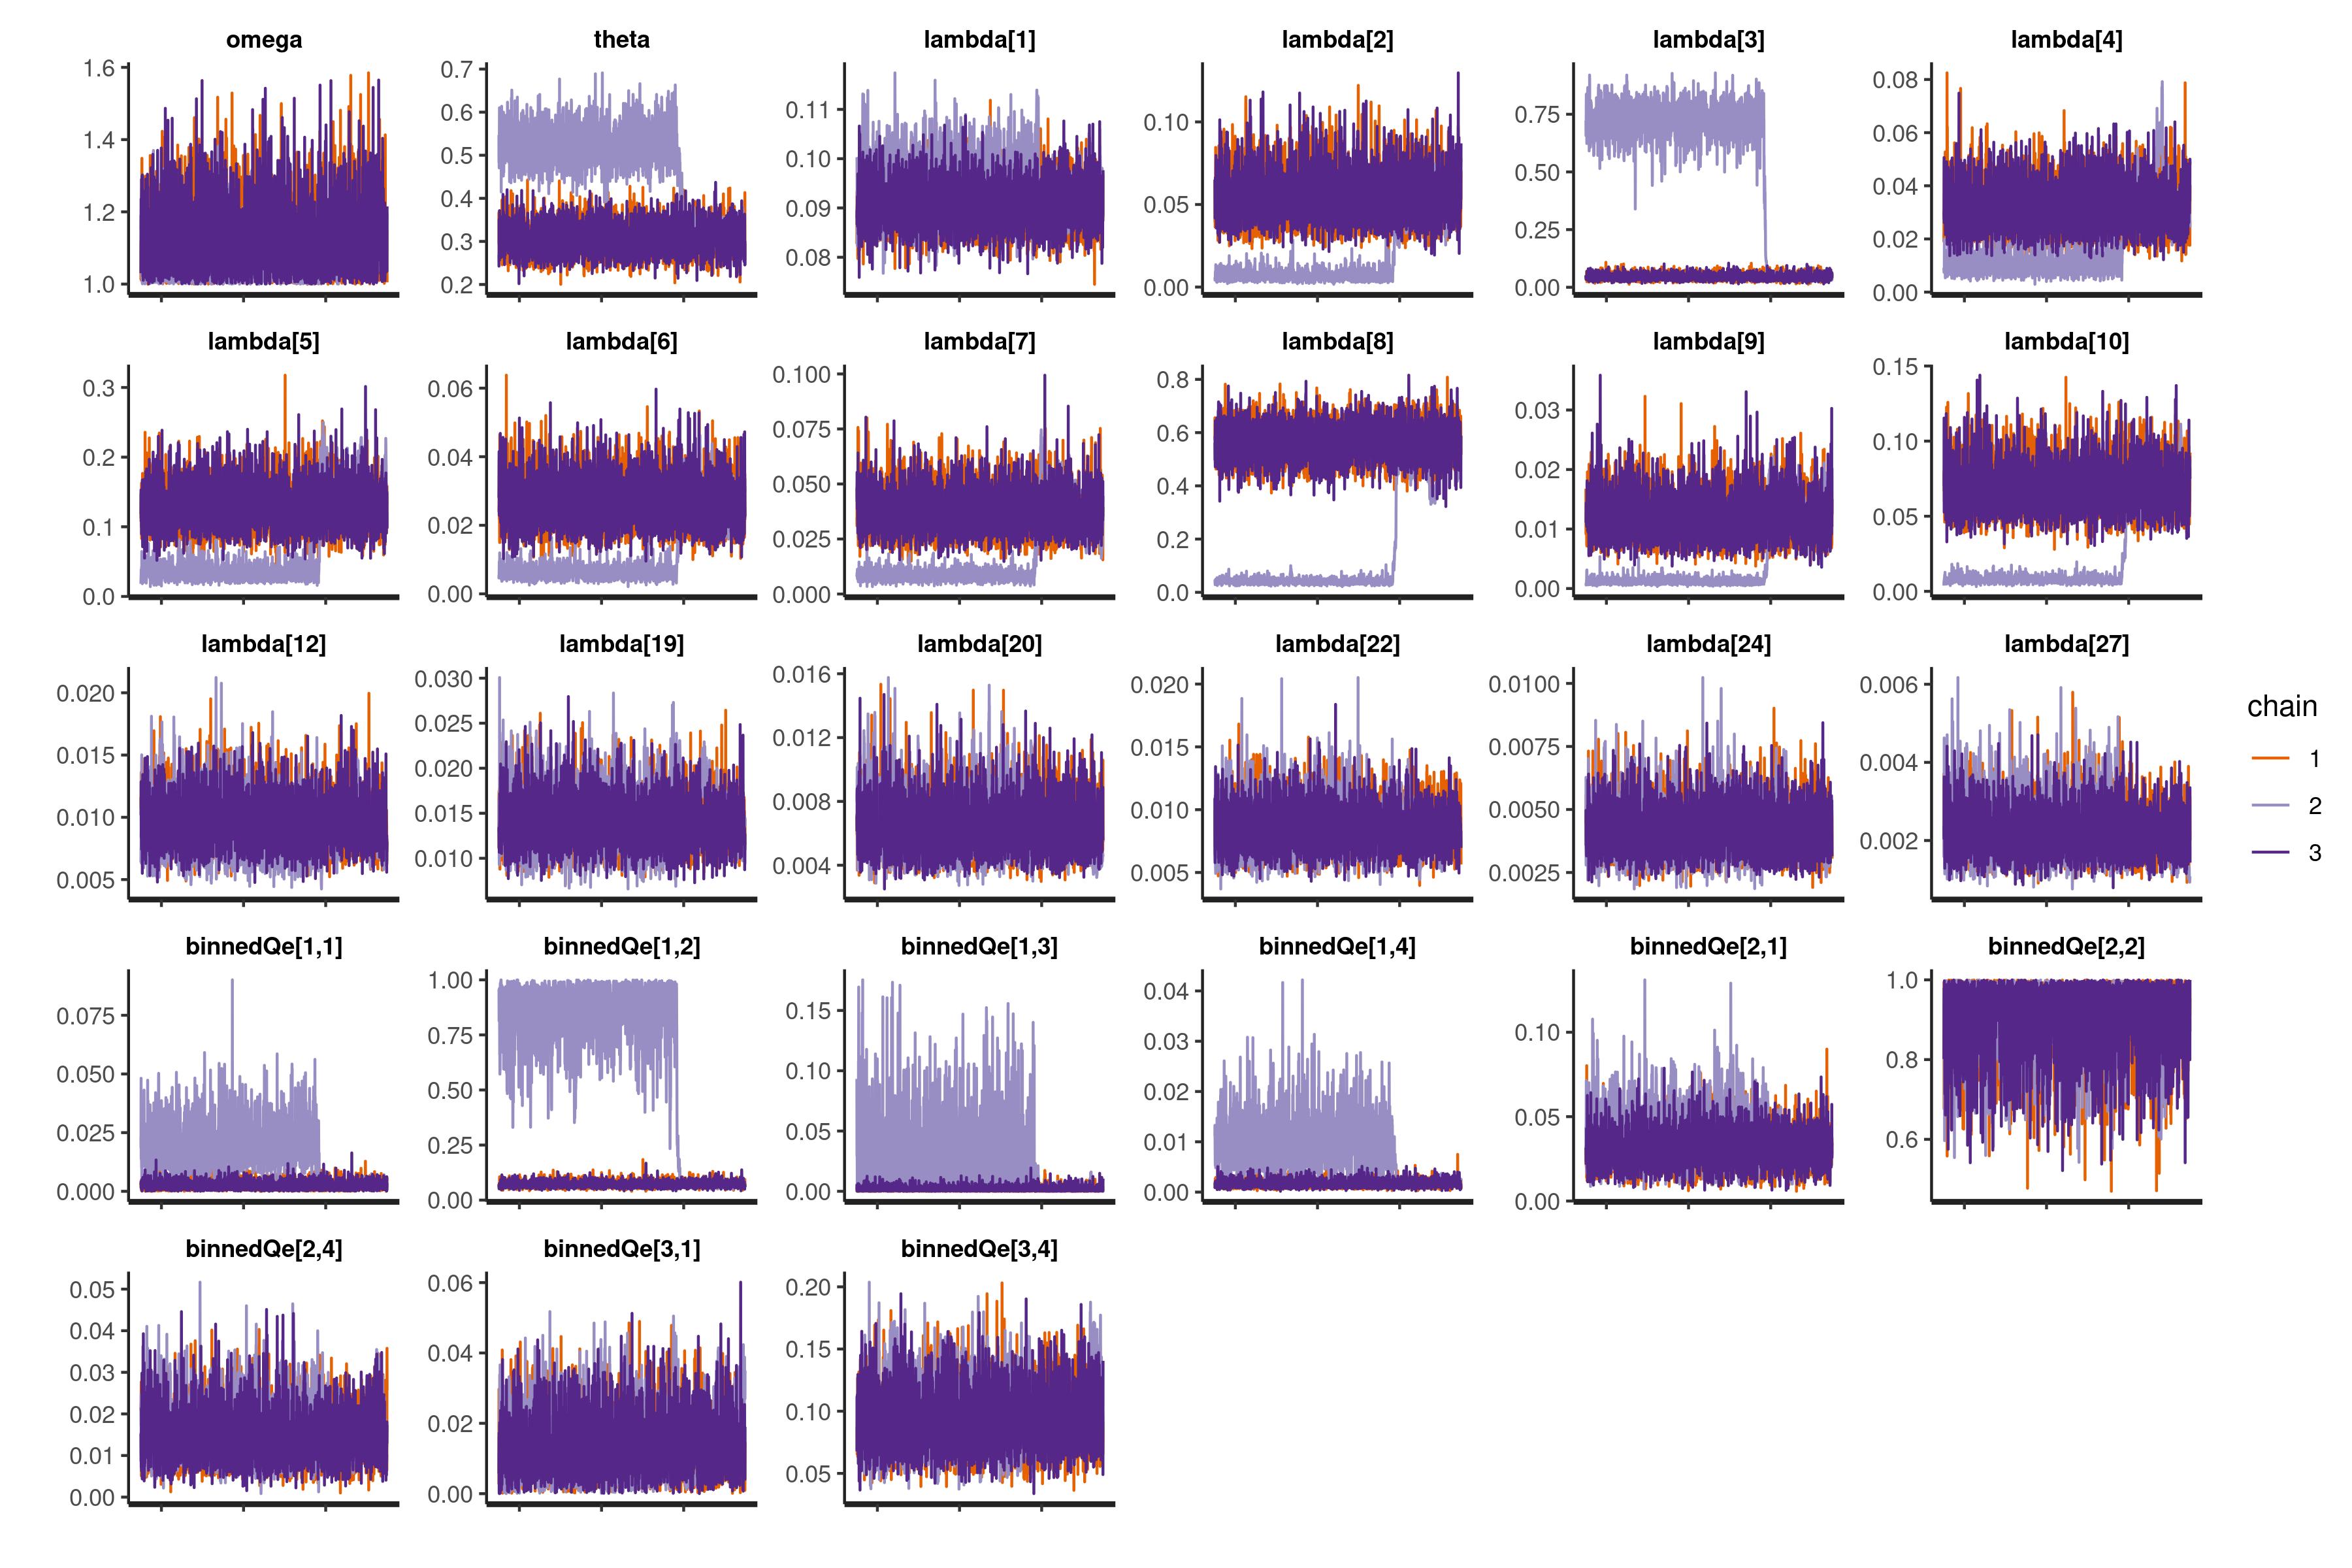 omega theta lambda[1] lambda[2] lambda[3] lambda[4]
1.6 0.7 0.11 0.10 0.75 0.08
1.4 0.6 0.10 0.05 0.50 0.06
1.2 0.5 0.09 0.00 0.25 0.04
1.0 0.4 0.08 0.00 0.02
0.3 0.00
0.2
lambda[5] lambda[6] lambda[7] lambda[8] lambda[9] lambda[10]
0.3 0.06 0.100 0.8 0.03 0.15
0.2 0.04 0.075 0.6 0.02 0.10
0.1 0.02 0.050 0.4 0.01 0.05
0.0 0.00 0.025 0.2 0.00 0.00
0.000 0.0
lambda[12] lambda[19] lambda[20] lambda[22] lambda[24] lambda[27]
0.020 0.030 0.016 0.020 0.0100 0.006
0.015 0.025 0.012 0.015 0.0075 0.004
0.010 0.020 0.008 0.010 0.0050 0.002
0.005 0.015 0.004 0.005 0.0025
0.010
chain
1
2
3
binnedQe[1,1] binnedQe[1,2] binnedQe[1,3] binnedQe[1,4] binnedQe[2,1] binnedQe[2,2]
0.075 1.00 0.15 0.04 0.10 1.0
0.050 0.75 0.10 0.03 0.05 0.8
0.025 0.50 0.05 0.02 0.00 0.6
0.000 0.25 0.00 0.01
0.00 0.00
binnedQe[2,4] binnedQe[3,1] binnedQe[3,4]
0.05 0.06 0.20
0.04 0.04 0.15
0.03 0.02 0.10
0.02 0.00 0.05
0.01
0.00